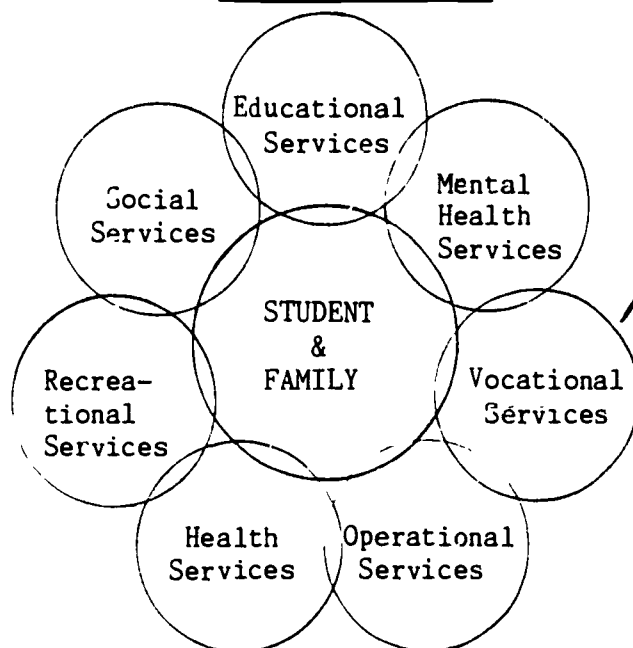 Educational
Services
Mental
Health
Services
Social
Services
STUDENT
&
FAMILY
Recrea-
tional
Services
Vocational
Services
Health
Services
Operational
Services